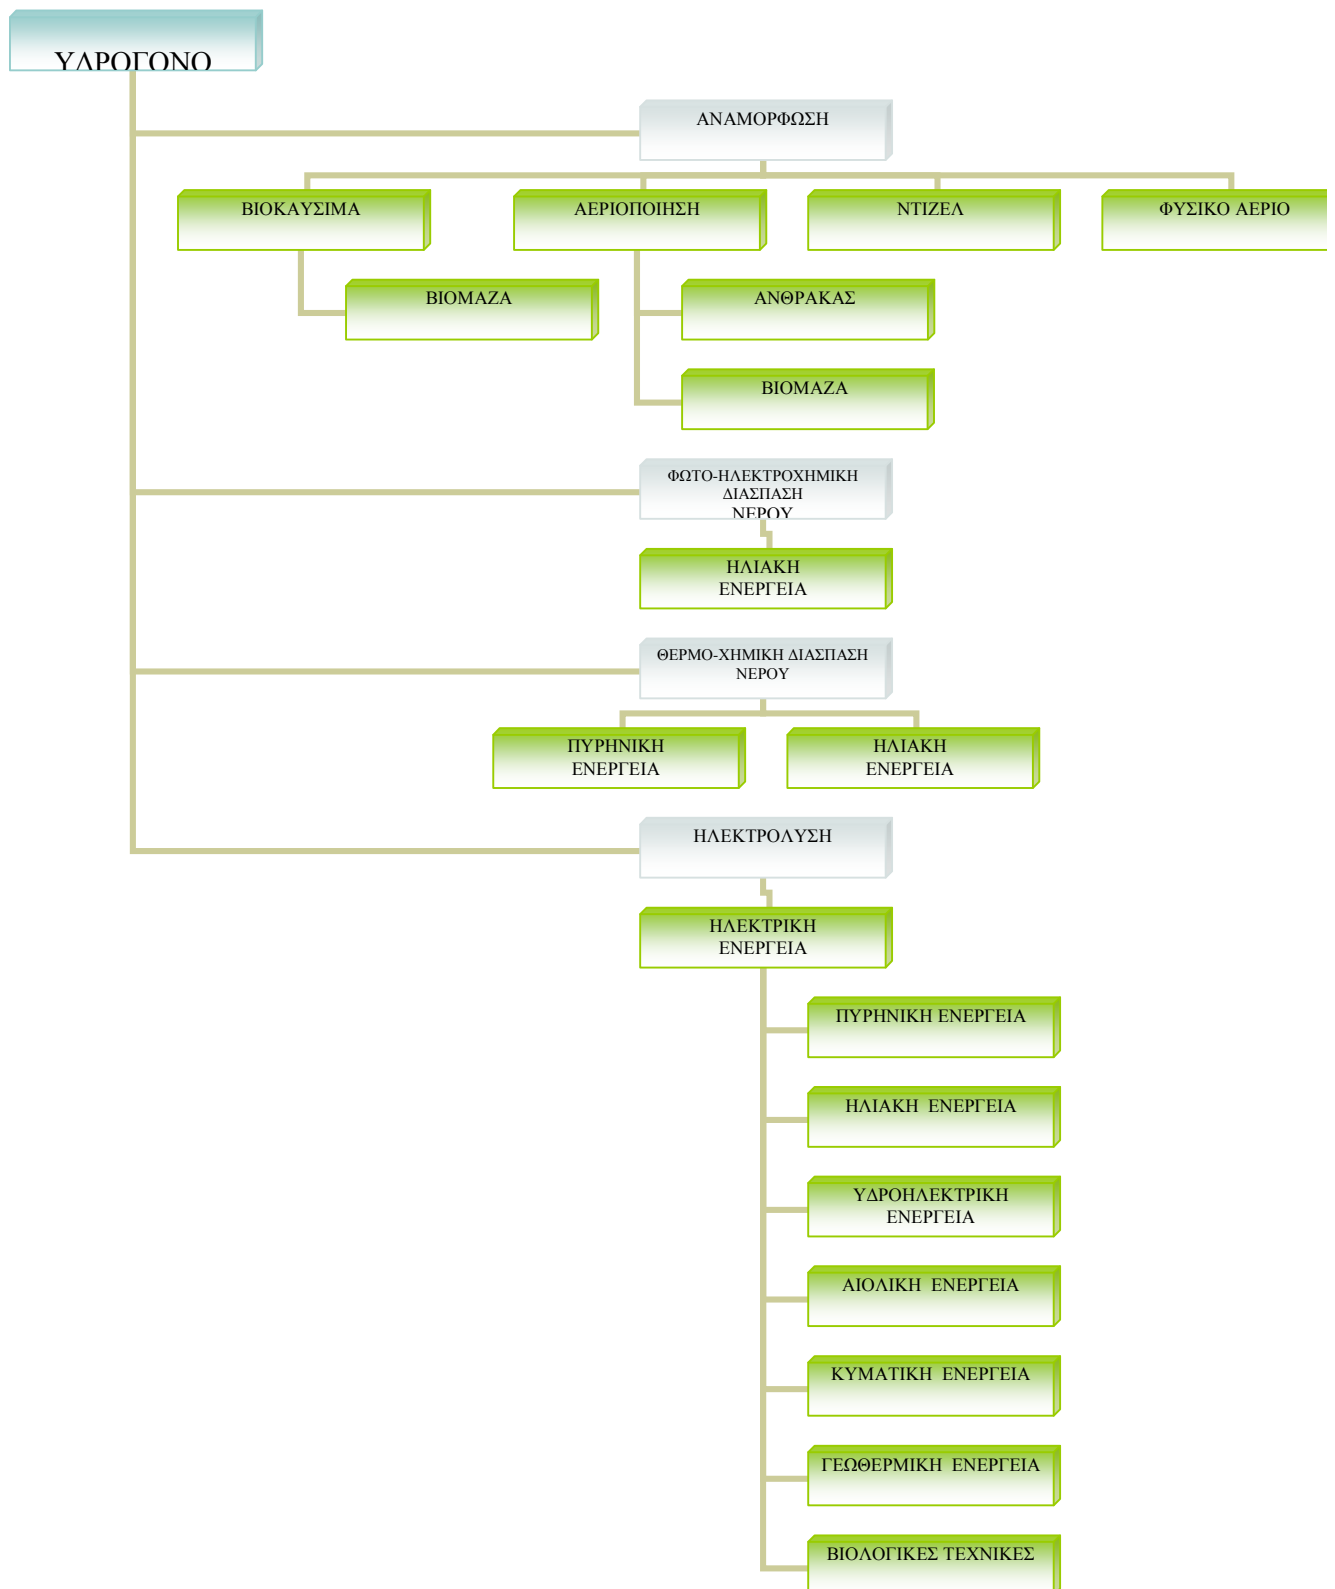 ΥΔΡΟΓΟΝΟ
ΑΝΑΜΟΡΦΩΣΗ
ΒΙΟΚΑΥΣΙΜΑ
ΑΕΡΙΟΠΟΙΗΣΗ
ΝΤΙΖΕΛ
ΦΥΣΙΚΟ ΑΕΡΙΟ
ΒΙΟΜΑΖΑ
ΑΝΘΡΑΚΑΣ
ΒΙΟΜΑΖΑ
ΦΩΤΟ-ΗΛΕΚΤΡΟΧΗΜΙΚΗ
ΔΙΑΣΠΑΣΗ
ΝΕΡΟΥ
ΗΛΙΑΚΗ
ΕΝΕΡΓΕΙΑ
ΘΕΡΜΟ-ΧΗΜΙΚΗ ΔΙΑΣΠΑΣΗ
ΝΕΡΟΥ
ΠΥΡΗΝΙΚΗ
ΕΝΕΡΓΕΙΑ
ΗΛΙΑΚΗ
ΕΝΕΡΓΕΙΑ
ΗΛΕΚΤΡΟΛΥΣΗ
ΗΛΕΚΤΡΙΚΗ
ΕΝΕΡΓΕΙΑ
ΠΥΡΗΝΙΚΗ ΕΝΕΡΓΕΙΑ
ΗΛΙΑΚΗ ΕΝΕΡΓΕΙΑ
ΥΔΡΟΗΛΕΚΤΡΙΚΗ
ΕΝΕΡΓΕΙΑ
ΑΙΟΛΙΚΗ ΕΝΕΡΓΕΙΑ
ΚΥΜΑΤΙΚΗ ΕΝΕΡΓΕΙΑ
ΓΕΩΘΕΡΜΙΚΗ ΕΝΕΡΓΕΙΑ
ΒΙΟΛΟΓΙΚΕΣ ΤΕΧΝΙΚΕΣ